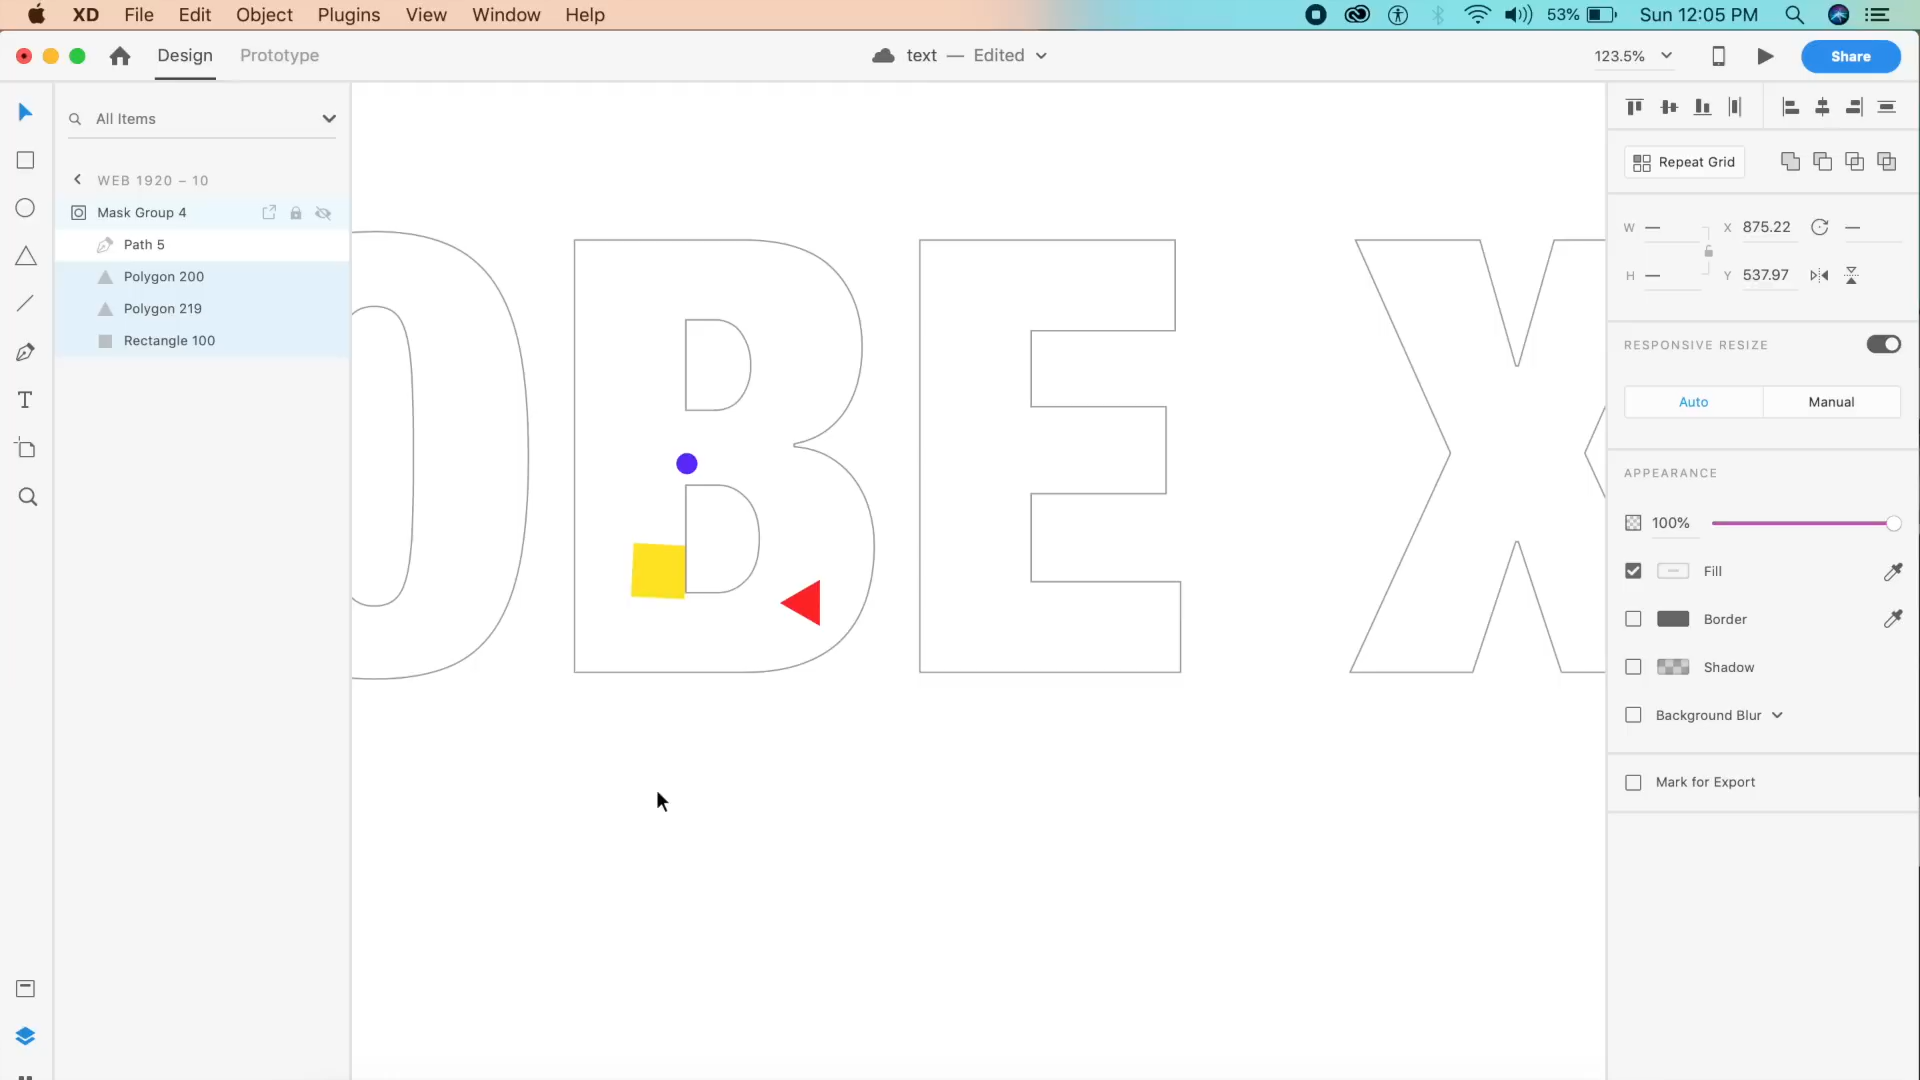 XD File Edit Object Plugins View Window Help 53% Sun 12:05 PM
Design Prototype text — Edited 123.5% Share
All Items
WEB 1920 – 10
Mask Group 4
Path 5
Polygon 200
Polygon 219
Rectangle 100
T
OBE X
Repeat Grid
W — X 875.22 —
H — Y 537.97
RESPONSIVE RESIZE
Auto Manual
APPEARANCE
100%
Fill
Border
Shadow
Background Blur
Mark for Export